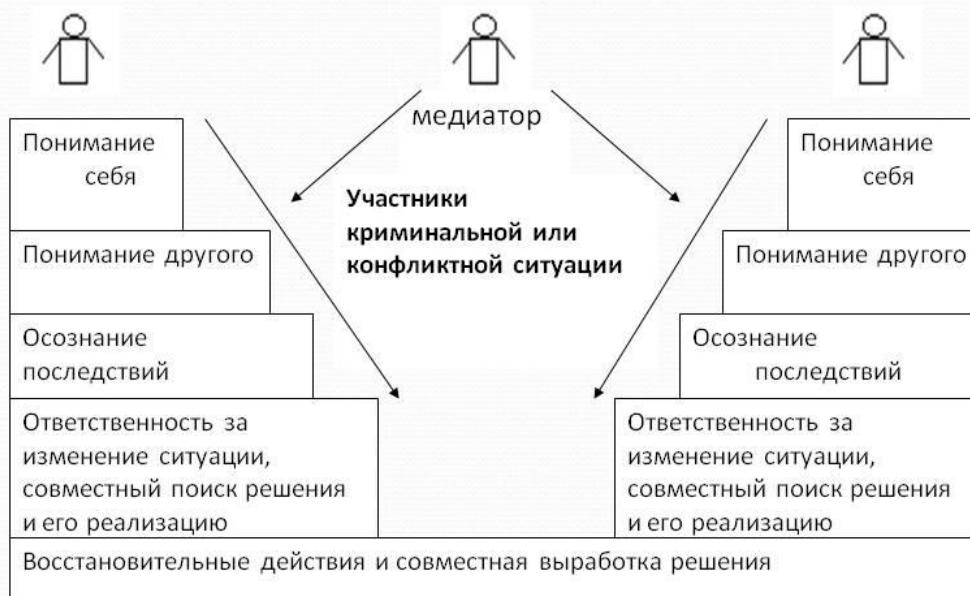 медиатор
Понимание
себя
Понимание другого
Осознание
последствий
Ответственность за
изменение ситуации,
совместный поиск решения
и его реализацию
Участники
криминальной или
конфликтной ситуации
Понимание
себя
Понимание другого
Осознание
последствий
Ответственность за
изменение ситуации,
совместный поиск решения
и его реализацию
Восстановительные действия и совместная выработка решения